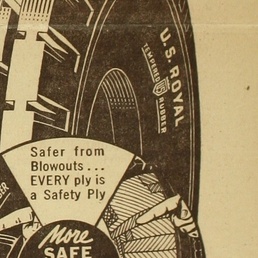 U.S. ROYAL
TEMPERED RUBBER
Safer from
Blowouts...
EVERY ply is
a Safety Ply
More
SAFE